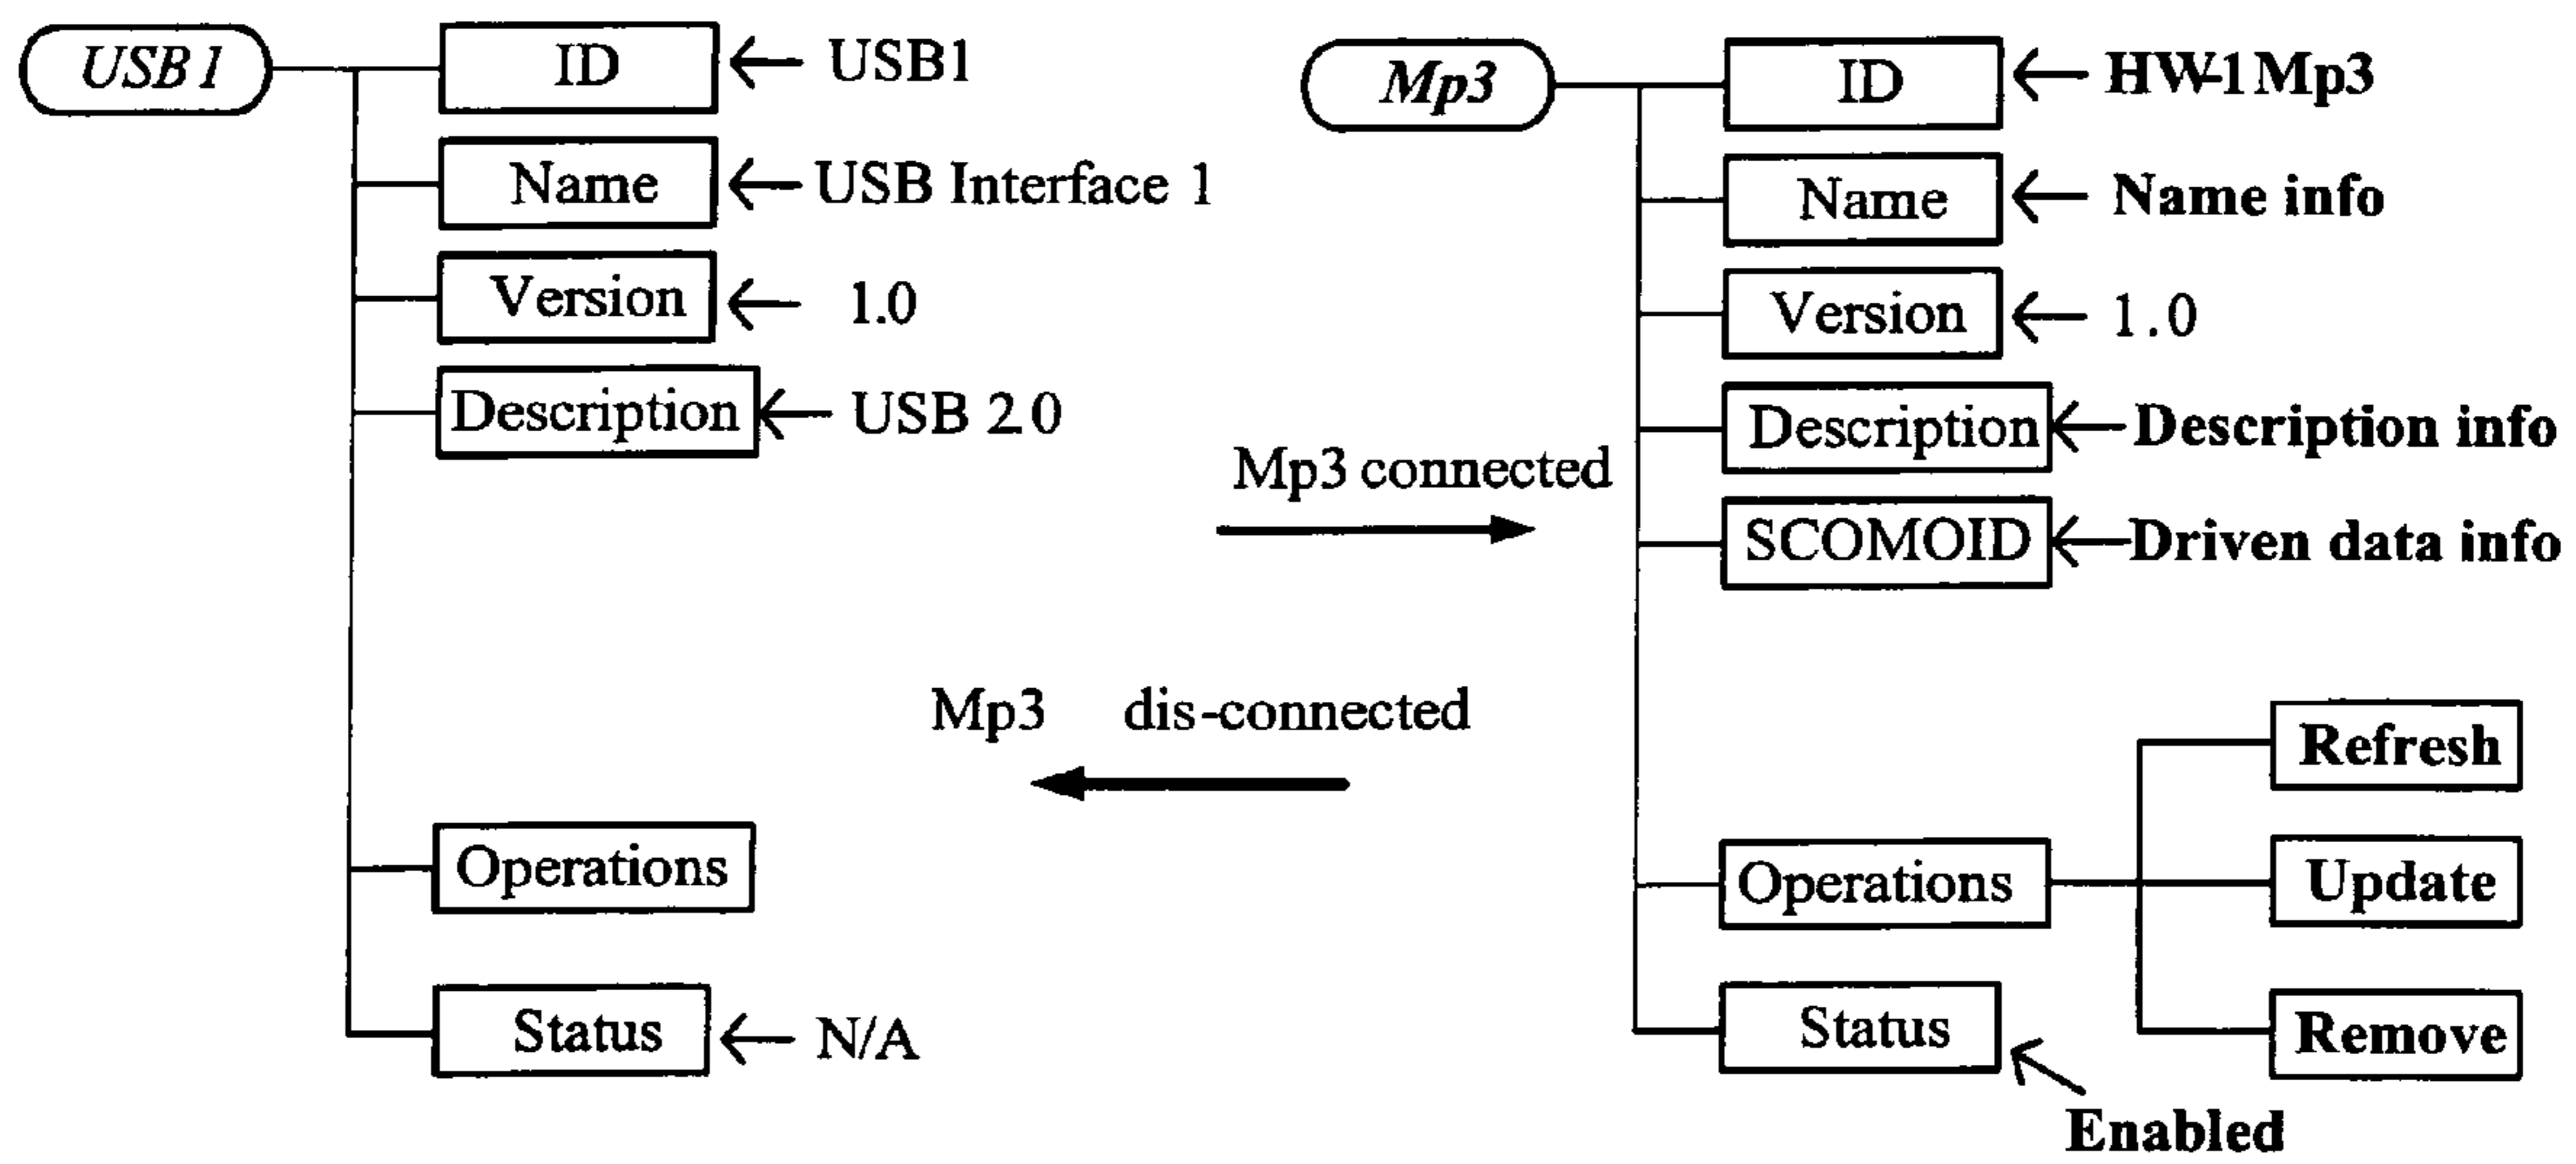 USB1
ID
USB1
Name
USB Interface 1
Version
1.0
Description
USB 2.0
Operations
Status
N/A
Mp3 connected
Mp3 dis-connected
Mp3
ID
HW-1Mp3
Name
Name info
Version
1.0
Description
Description info
SCOMOID
Driven data info
Operations
Refresh
Update
Remove
Status
Enabled